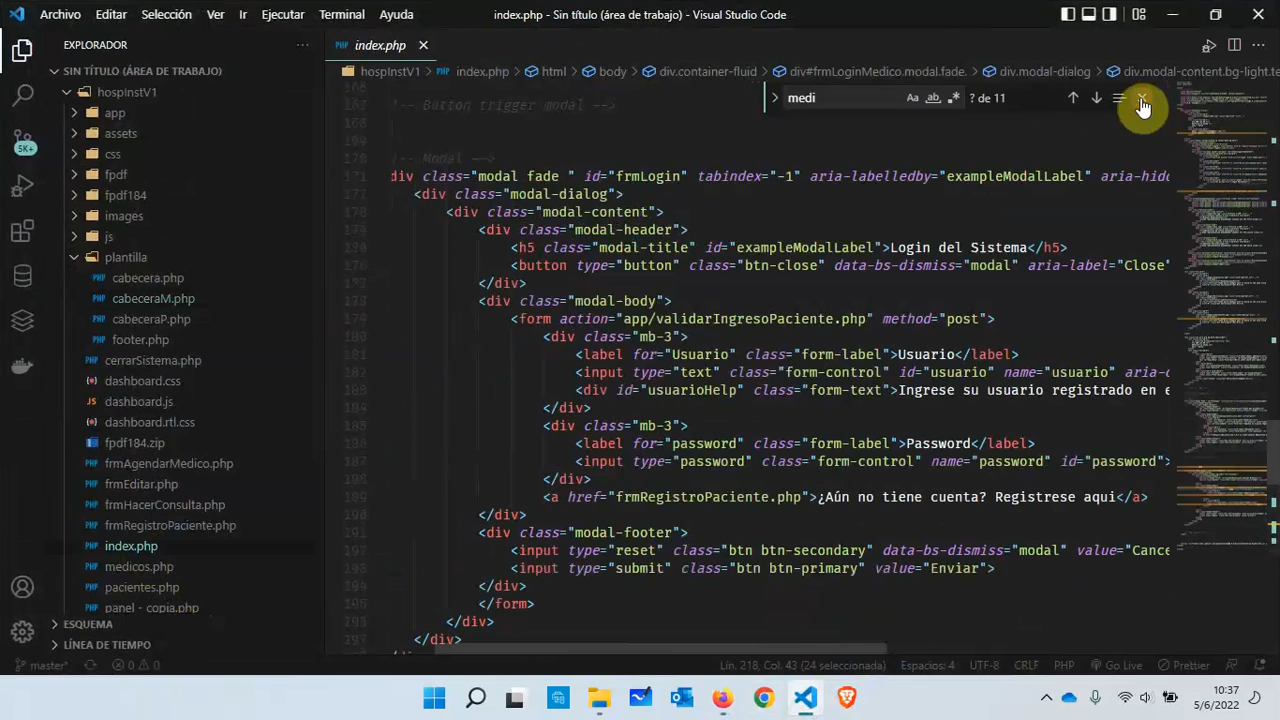 Archivo Editar Selección Ver Ir Ejecutar Terminal Ayuda index.php - Sin título (área de trabajo) - Visual Studio Code
EXPLORADOR
index.php
SIN TÍTULO (ÁREA DE TRABAJO)
hospInstV1 index.php html body div.container-fluid div#frmLoginMedico.modal.fade. div.modal-dialog div.modal-content.bg-light.te
hospInstV1
medi ? de 11
app
assets
css
fpdf
fpdf184
images
js
plantilla
cabecera.php
cabeceraM.php
cabeceraP.php
footer.php
cerrarSistema.php
dashboard.css
dashboard.js
dashboard.rtl.css
fpdf184.zip
frmAgendarMedico.php
frmEditar.php
frmHacerConsulta.php
frmRegistroPaciente.php
index.php
medicos.php
pacientes.php
panel - copia.php
ESQUEMA
LÍNEA DE TIEMPO
!-- Button trigger modal -->
!-- Modal -->
div class="modal fade" id="frmLogin" aria-labelledby="exampleModalLabel"
<div class="modal-dialog">
<div class="modal-content">
<div class="modal-header">
<h5 class="modal-title" id="exampleModalLabel">Login de Sistema</h5>
<button type="button" aria-label="Close"
</div>
<div class="modal-body">
<form action="app/validarIngresoPaciente.php" method="post">
<div class="mb-3">
<label for="usuario" class="form-label">Usuario</label>
<input type="text" class="form-control" id="usuario" name="usuario"
<div id="usuarioHelp" class="form-text">Ingrese su usuario registrado en e
</div>
<div class="mb-3">
<label for="password" class="form-label">Password</label>
<input type="password" class="form-control" name="password" id="password">
</div>
href="frmRegistroPaciente.php">¿Aún no tiene cuenta? Registrese aqui</a>
</div>
<div class="modal-footer">
<input type="reset" class="btn btn-secondary" data-bs-dismiss="modal" value="Cance
<input type="submit" class="btn btn-primary" value="Enviar">
</div>
</form>
</div>
</div>
master* 0 0 Lín. 218, Col. 43 (24 seleccionada) Espacios: 4 UTF-8 CRLF PHP Go Live Prettier
10:37
5/6/2022